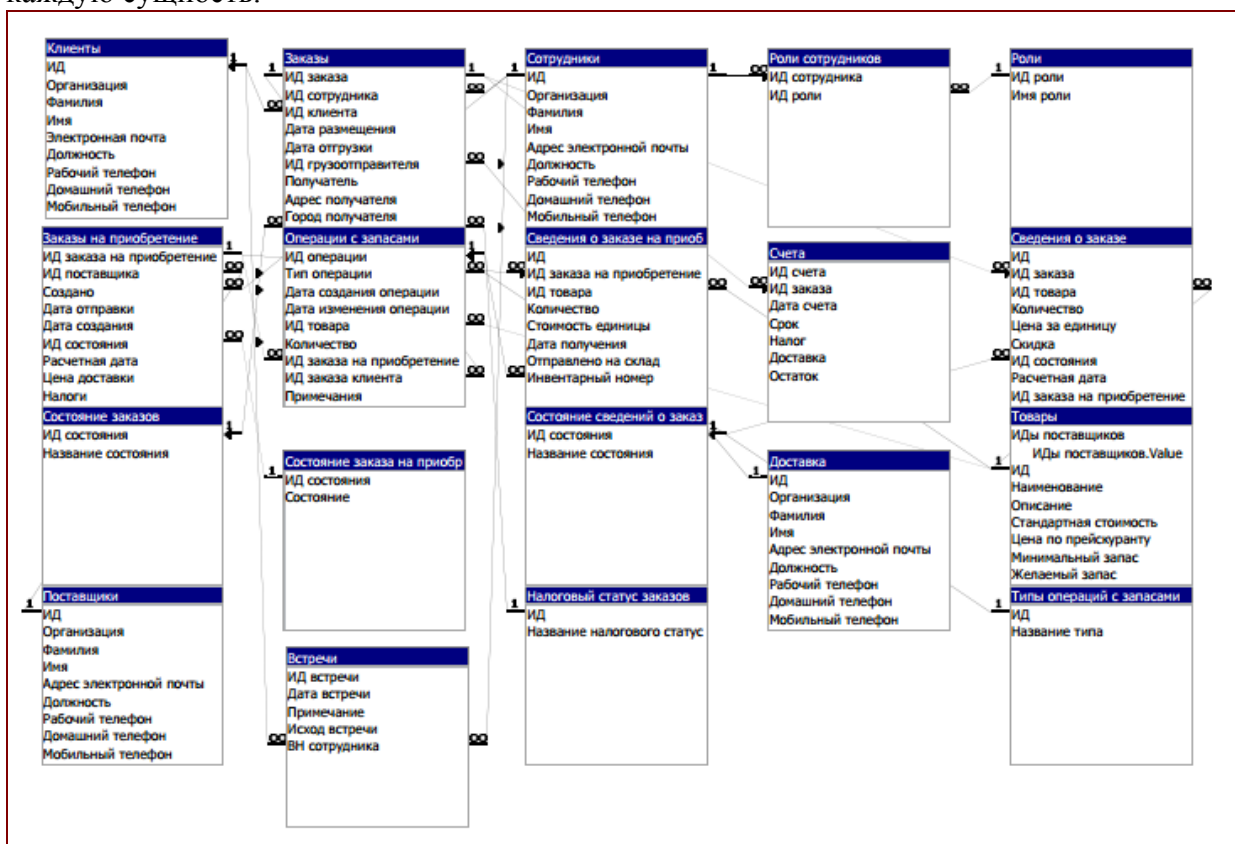 каждую сущность.
Клиенты
ИД
Организация
Фамилия
Имя
Электронная почта
Должность
Рабочий телефон
Домашний телефон
Мобильный телефон
Заказы
ИД заказа
ИД сотрудника
ИД клиента
Дата размещения
Дата отгрузки
ИД грузоотправителя
Получатель
Адрес получателя
Город получателя
Сотрудники
ИД
Организация
Фамилия
Имя
Адрес электронной почты
Должность
Рабочий телефон
Домашний телефон
Мобильный телефон
Роли сотрудников
ИД сотрудника
ИД роли
Роли
ИД роли
Имя роли
Заказы на приобретение
ИД заказа на приобретение
ИД поставщика
Создано
Дата отправки
Дата создания
ИД состояния
Расчетная дата
Цена доставки
Налоги
Операции с запасами
ИД операции
Тип операции
Дата создания операции
Дата изменения операции
ИД товара
Количество
ИД заказа на приобретение
ИД заказа клиента
Примечания
Сведения о заказе на приоб
ИД
ИД заказа на приобретение
ИД товара
Количество
Стоимость единицы
Дата получения
Отправлено на склад
Инвентарный номер
Счета
ИД счета
ИД заказа
Дата счета
Срок
Налог
Доставка
Остаток
Сведения о заказе
ИД
ИД заказа
ИД товара
Количество
Цена за единицу
Скидка
ИД состояния
Расчетная дата
ИД заказа на приобретение
Состояние заказов
ИД состояния
Название состояния
Состояние заказа на приобр
ИД состояния
Состояние
Состояние сведений о заказ
ИД состояния
Название состояния
Доставка
ИД
Организация
Фамилия
Имя
Адрес электронной почты
Должность
Рабочий телефон
Домашний телефон
Мобильный телефон
Товары
ИДы поставщиков
ИДы поставщиков.Value
ИД
Наименование
Описание
Стандартная стоимость
Цена по прейскуранту
Минимальный запас
Желаемый запас
Поставщики
ИД
Организация
Фамилия
Имя
Адрес электронной почты
Должность
Рабочий телефон
Домашний телефон
Мобильный телефон
Встречи
ИД встречи
Дата встречи
Примечание
Исход встречи
ВН сотрудника
Налоговый статус заказов
ИД
Название налогового статус
Типы операций с запасами
ИД
Название типа